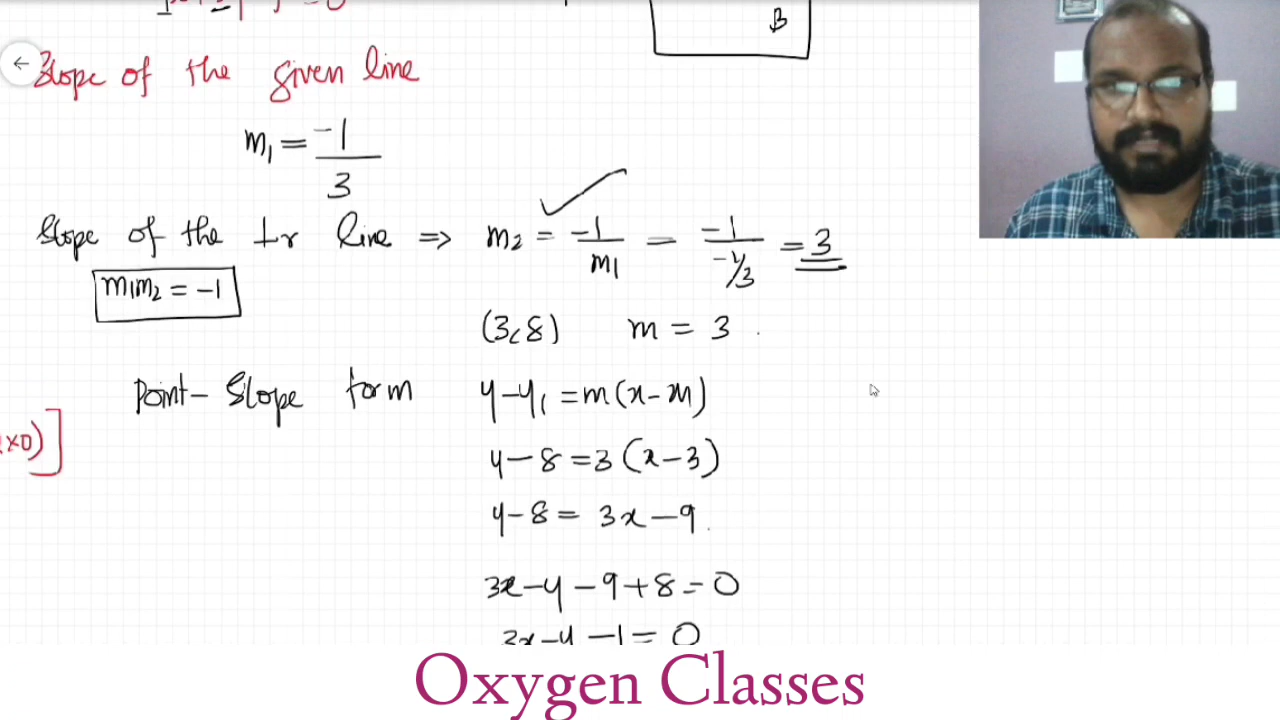 B
Slope of the given line
m₁ = -1/3
Slope of the ⊥r line ⇒ m₂ = -1/m₁ = -1/-1/3 = 3
m₁m₂ = -1
(3,8) m = 3
Point-Slope form y-y₁ = m(x-
y-8 = 3(x-3)
×0)]
y-8 = 3x-9
3x-y-9+8=0
3x-y-1=0
Oxygen Classes